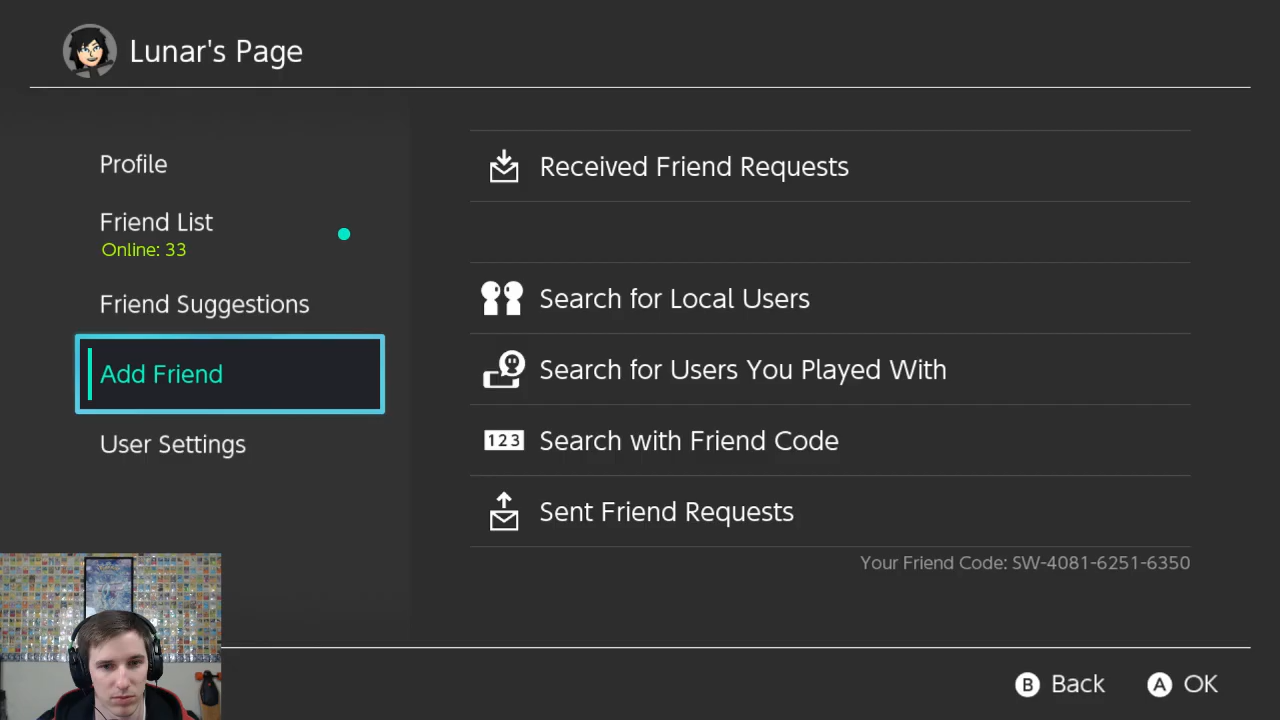 Lunar's Page
Profile
Friend List
Online: 33
Friend Suggestions
Add Friend
User Settings
Received Friend Requests
Search for Local Users
Search for Users You Played With
123 Search with Friend Code
Sent Friend Requests
Your Friend Code: SW-4081-6251-6350
B Back A OK